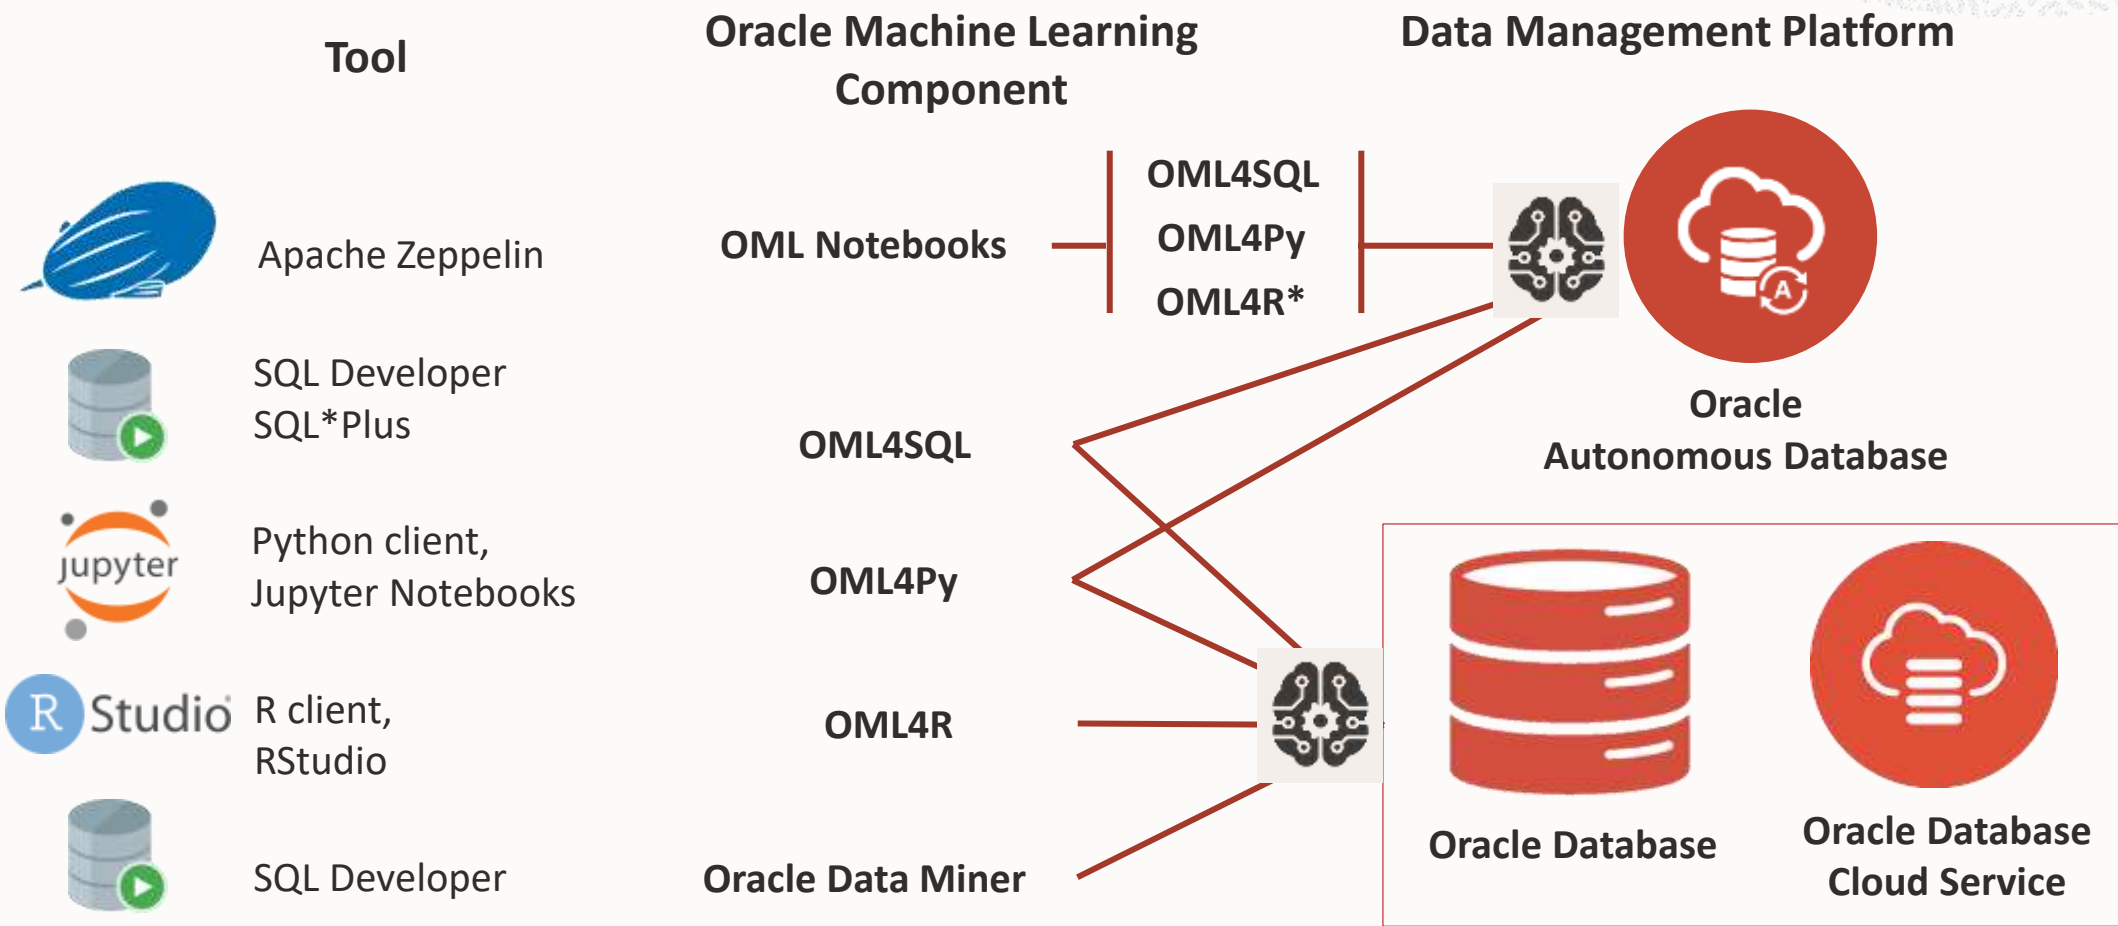 Tool
Oracle Machine Learning
Component
Data Management Platform
Apache Zeppelin
OML Notebooks
OML4SQL
OML4Py
OML4R*
A
Oracle
Autonomous Database
SQL Developer
SQL*Plus
OML4SQL
jupyter
Python client,
Jupyter Notebooks
OML4Py
R Studio
R client,
RStudio
OML4R
SQL Developer
Oracle Data Miner
Oracle Database
Oracle Database
Cloud Service